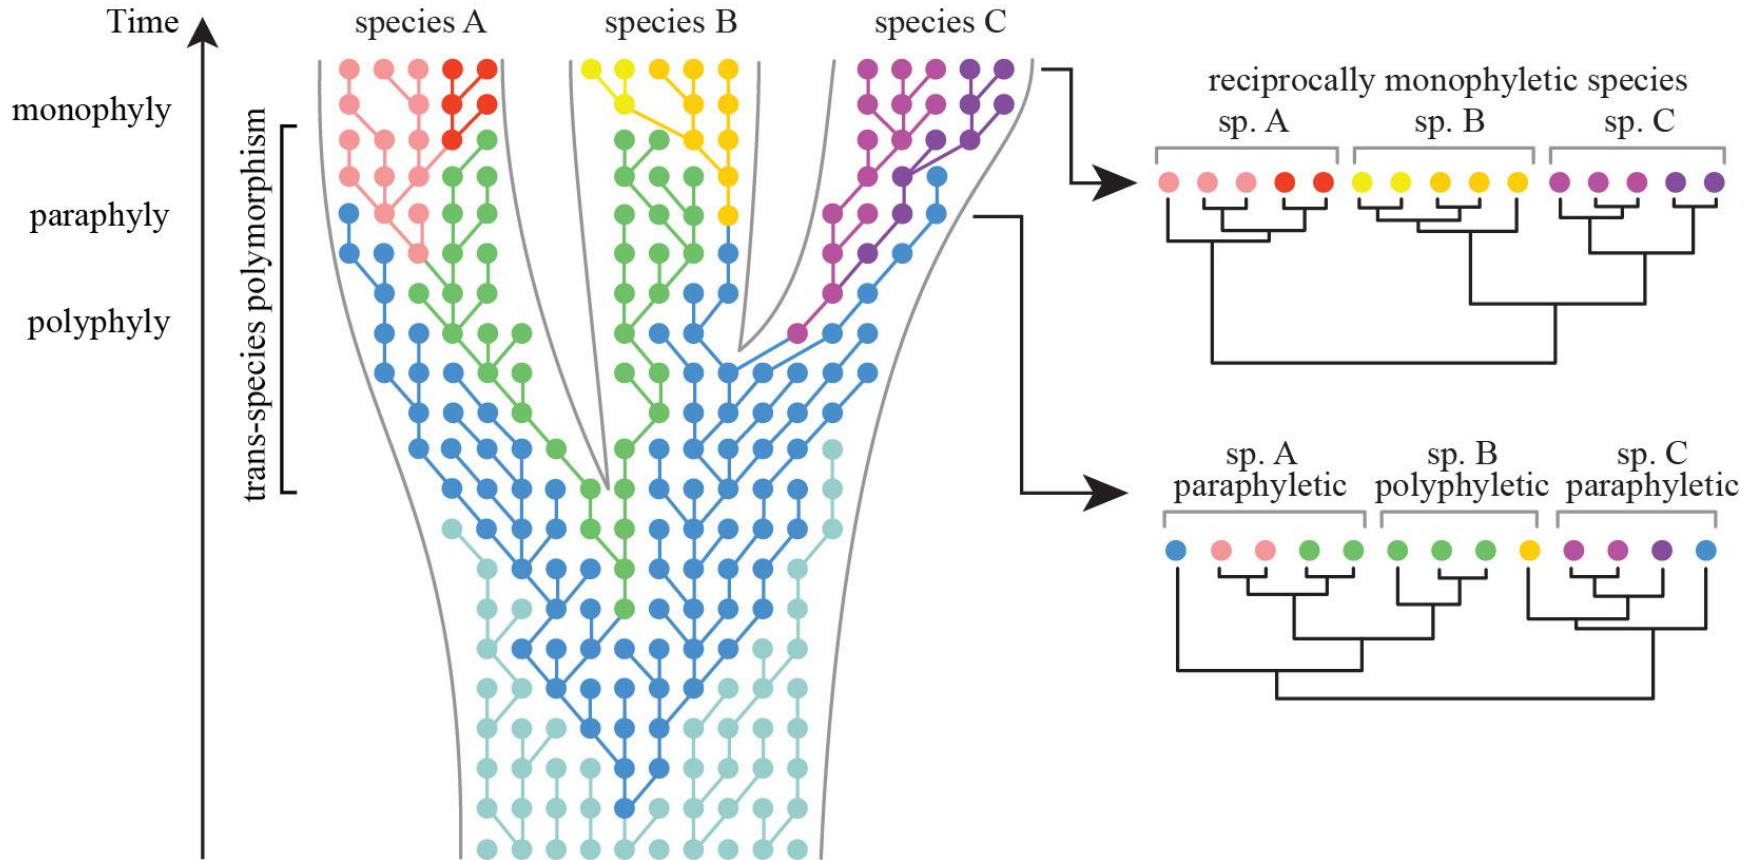 Time
species A
species B
species C
monophyly
paraphyly
polyphyly
trans-species polymorphism
reciprocally monophyletic species
sp. A
sp. B
sp. C
sp. A
paraphyletic
sp. B
polyphyletic
sp. C
paraphyletic